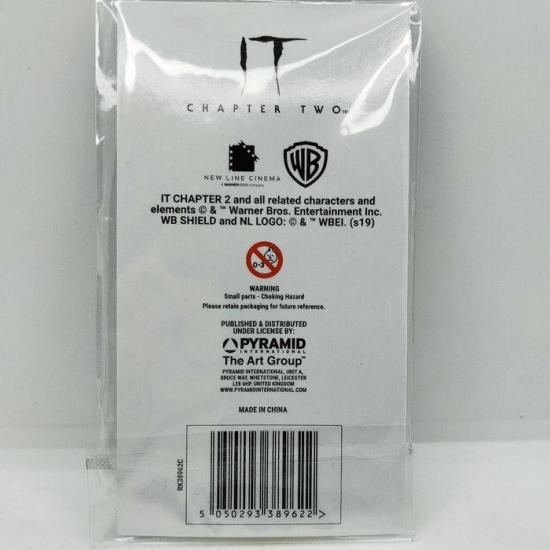 IT
CHAPTER TWO™
NEW LINE CINEMA
WB
IT CHAPTER 2 and all related characters and
elements © & ™ Warner Bros. Entertainment Inc.
WB SHIELD and NL LOGO: © & ™ WBEI. (s19)
0-3
WARNING
Small parts - Choking Hazard
Please retain packaging for future reference.
PUBLISHED & DISTRIBUTED
UNDER LICENSE BY:
PYRAMID
INTERNATIONAL
The Art Group™
PYRAMID INTERNATIONAL, UNIT A,
BRUCE WAY, WHETSTONE, LEICESTER
LE8 6HP. UNITED KINGDOM
WWW.PYRAMIDINTERNATIONAL.COM
MADE IN CHINA
RK38962C
5 050293 389622 >